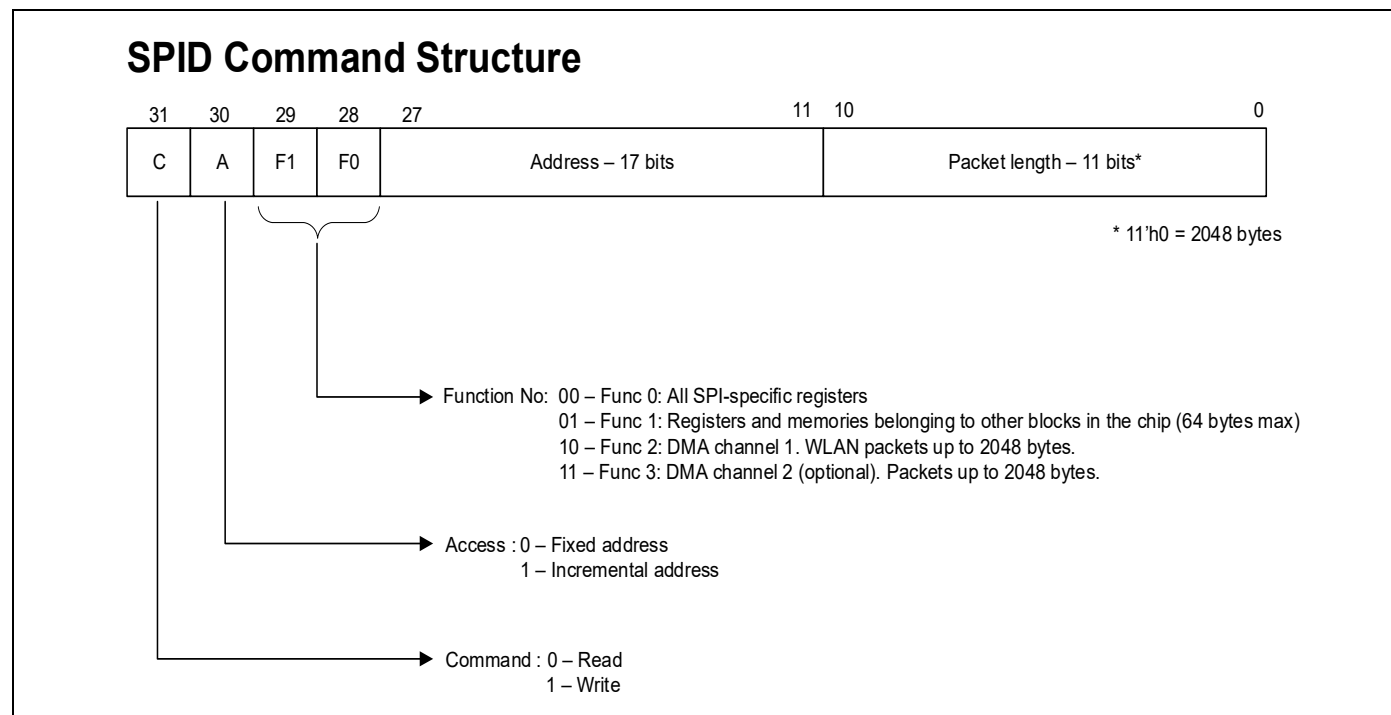 SPID Command Structure
31 30 29 28 27 11 10 0
C A F1 F0 Address – 17 bits Packet length – 11 bits*
* 11'h0 = 2048 bytes
Function No: 00 – Func 0: All SPI-specific registers
01 – Func 1: Registers and memories belonging to other blocks in the chip (64 bytes max)
10 – Func 2: DMA channel 1. WLAN packets up to 2048 bytes.
11 – Func 3: DMA channel 2 (optional). Packets up to 2048 bytes.
Access : 0 – Fixed address
1 – Incremental address
Command : 0 – Read
1 – Write